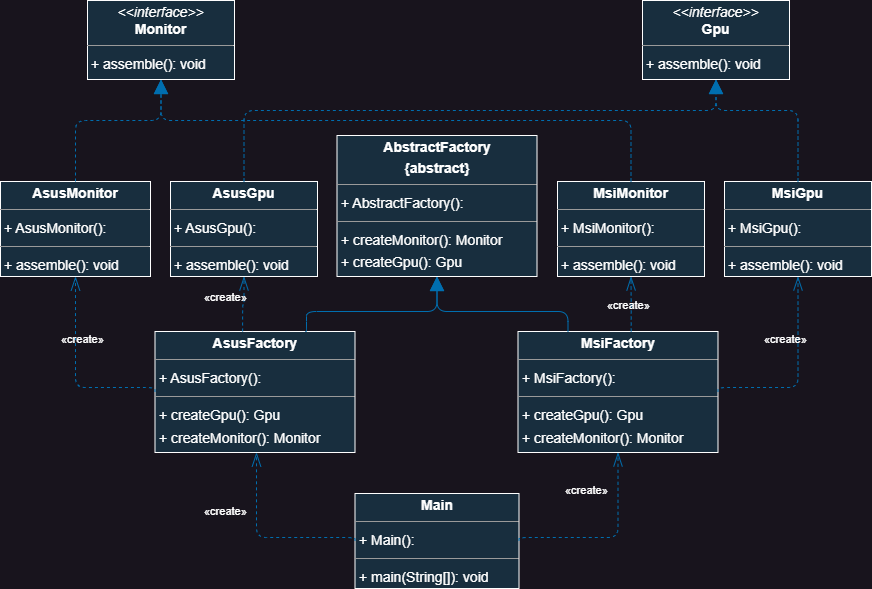 <<interface>>
Monitor
+ assemble(): void
<<interface>>
Gpu
+ assemble(): void
AbstractFactory
{abstract}
+ AbstractFactory():
+ createMonitor(): Monitor
+ createGpu(): Gpu
AsusMonitor
+ AsusMonitor():
+ assemble(): void
AsusGpu
+ AsusGpu():
+ assemble(): void
MsiMonitor
+ MsiMonitor():
+ assemble(): void
MsiGpu
+ MsiGpu():
+ assemble(): void
«create»
«create»
«create»
«create»
AsusFactory
+ AsusFactory():
+ createGpu(): Gpu
+ createMonitor(): Monitor
MsiFactory
+ MsiFactory():
+ createGpu(): Gpu
+ createMonitor(): Monitor
«create»
«create»
Main
+ Main():
+ main(String[]): void